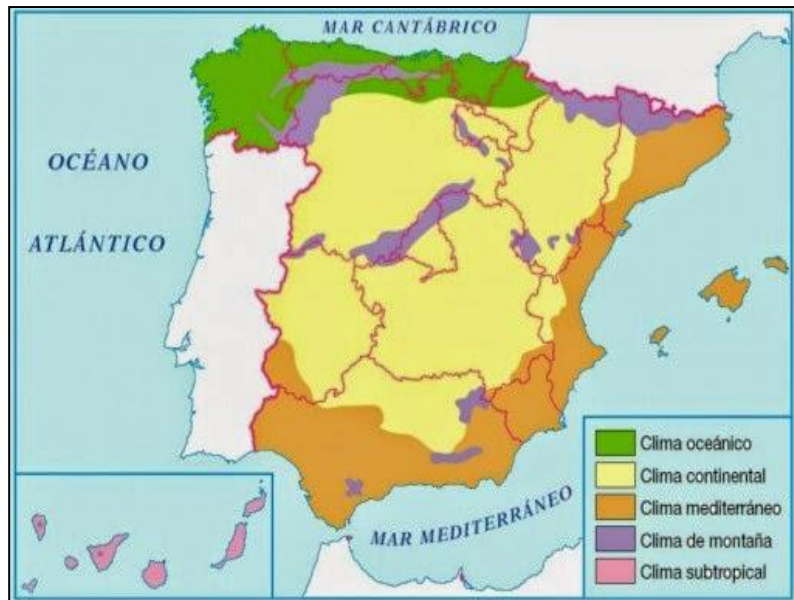 MAR CANTÁBRICO
OCÉANO
ATLÁNTICO
MAR MEDITERRÁNEO
Clima oceánico
Clima continental
Clima mediterráneo
Clima de montaña
Clima subtropical